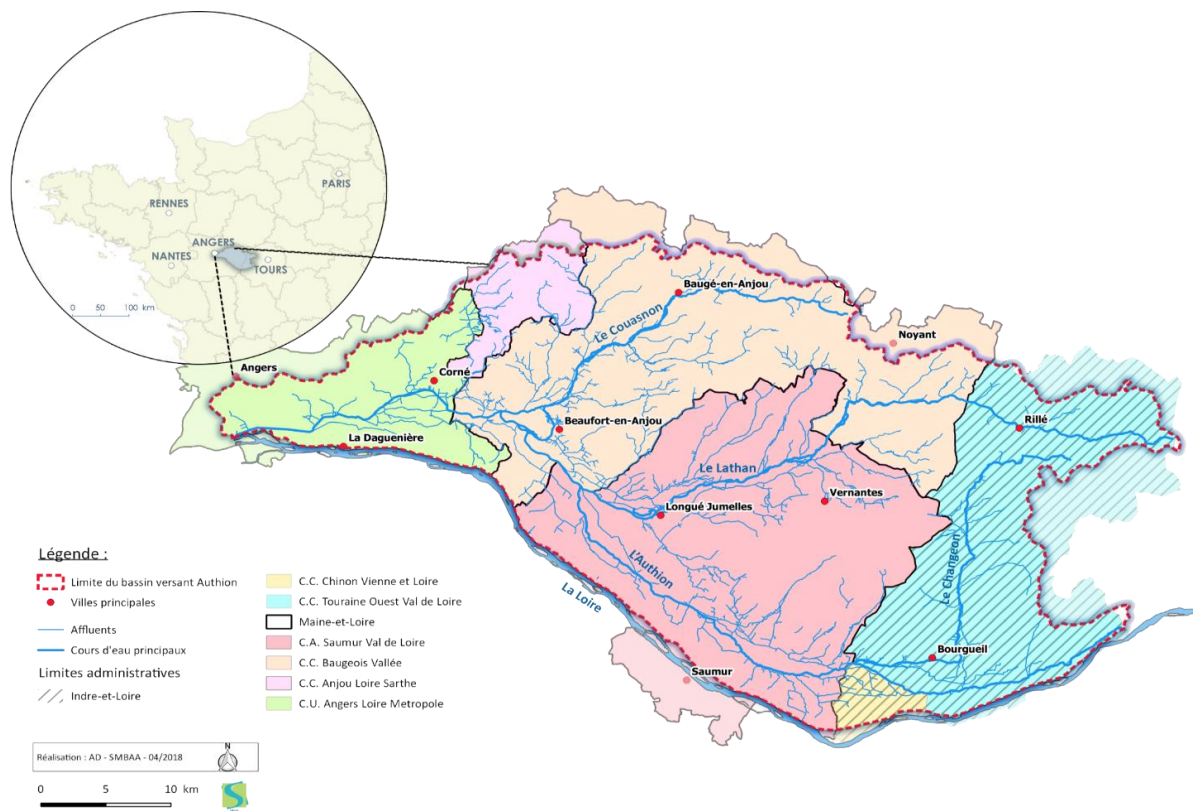 PARIS
RENNES
ANGERS
NANTES
TOURS
0 50 100 km
Baugé-en-Anjou
Le Couasnon
Noyant
Angers
Corné
Beaufort-en-Anjou
Rillé
La Daguenière
Le Lathan
Vernantes
Longué Jumelles
L'Authion
Le Changeon
La Loire
Bourgueil
Saumur
Légende :
Limite du bassin versant Authion
Villes principales
Affluents
Cours d'eau principaux
Limites administratives
Indre-et-Loire
C.C. Chinon Vienne et Loire
C.C. Touraine Ouest Val de Loire
Maine-et-Loire
C.A. Saumur Val de Loire
C.C. Baugeois Vallée
C.C. Anjou Loire Sarthe
C.U. Angers Loire Metropole
Réalisation : AD - SMBAA - 04/2018
N
0 5 10 km